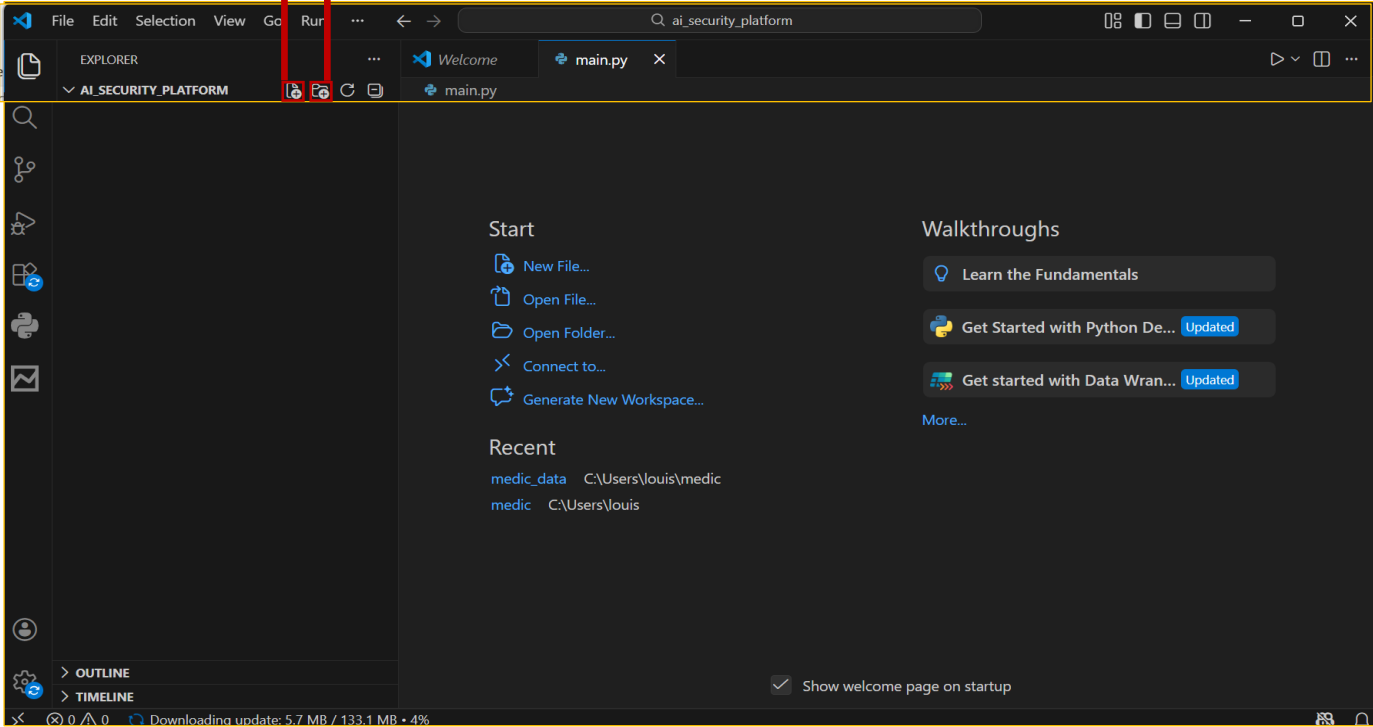 File Edit Selection View Go Run ··· ai_security_platform
EXPLORER ··· Welcome main.py
AI_SECURITY_PLATFORM main.py
Start
New File...
Open File...
Open Folder...
Connect to...
Generate New Workspace...
Recent
medic_data C:\Users\louis\medic
medic C:\Users\louis
Walkthroughs
Learn the Fundamentals
Get Started with Python De... Updated
Get started with Data Wran... Updated
More...
OUTLINE
TIMELINE
Show welcome page on startup
0 0 Downloading update: 5.7 MB / 133.1 MB • 4%